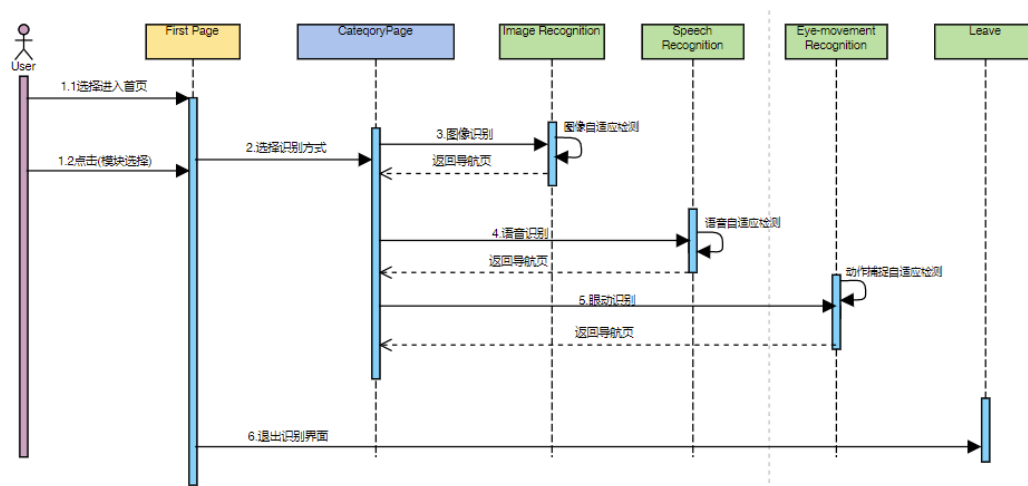 User
First Page
CateqoryPage
Image Recognition
Speech
Recognition
Eye-movement
Recognition
Leave
1.1选择进入首页
图像自适应检测
3.图像识别
2.选择识别方式
1.2点击(模块选择)
返回导航页
语音自适应检测
4.语音识别
返回导航页
动作捕捉自适应检测
5.眼动识别
返回导航页
6.退出识别界面